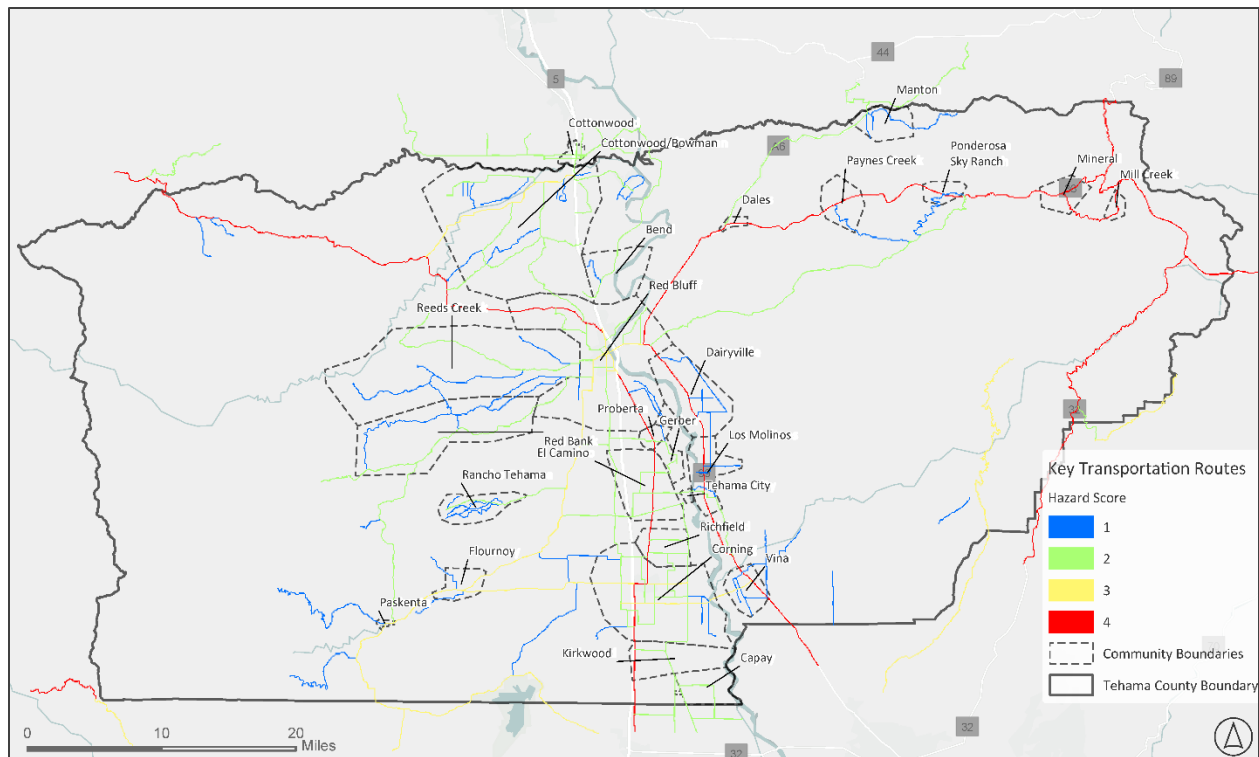 44
5
89
Manton
Cottonwood
Cottonwood/Bowman
A6
Ponderosa
Sky Ranch
Paynes Creek
Mineral
Mill Creek
Dales
Bend
Red Bluff
Reeds Creek
Dairyville
Proberta
Gerber
Los Molinos
Red Bank
El Camino
Rancho Tehama
Tehama City
Richfield
Corning
Flournoy
Vina
Paskenta
Kirkwood
Capay
Key Transportation Routes
Hazard Score
1
2
3
4
Community Boundaries
Tehama County Boundary
0 10 20
Miles
32
32